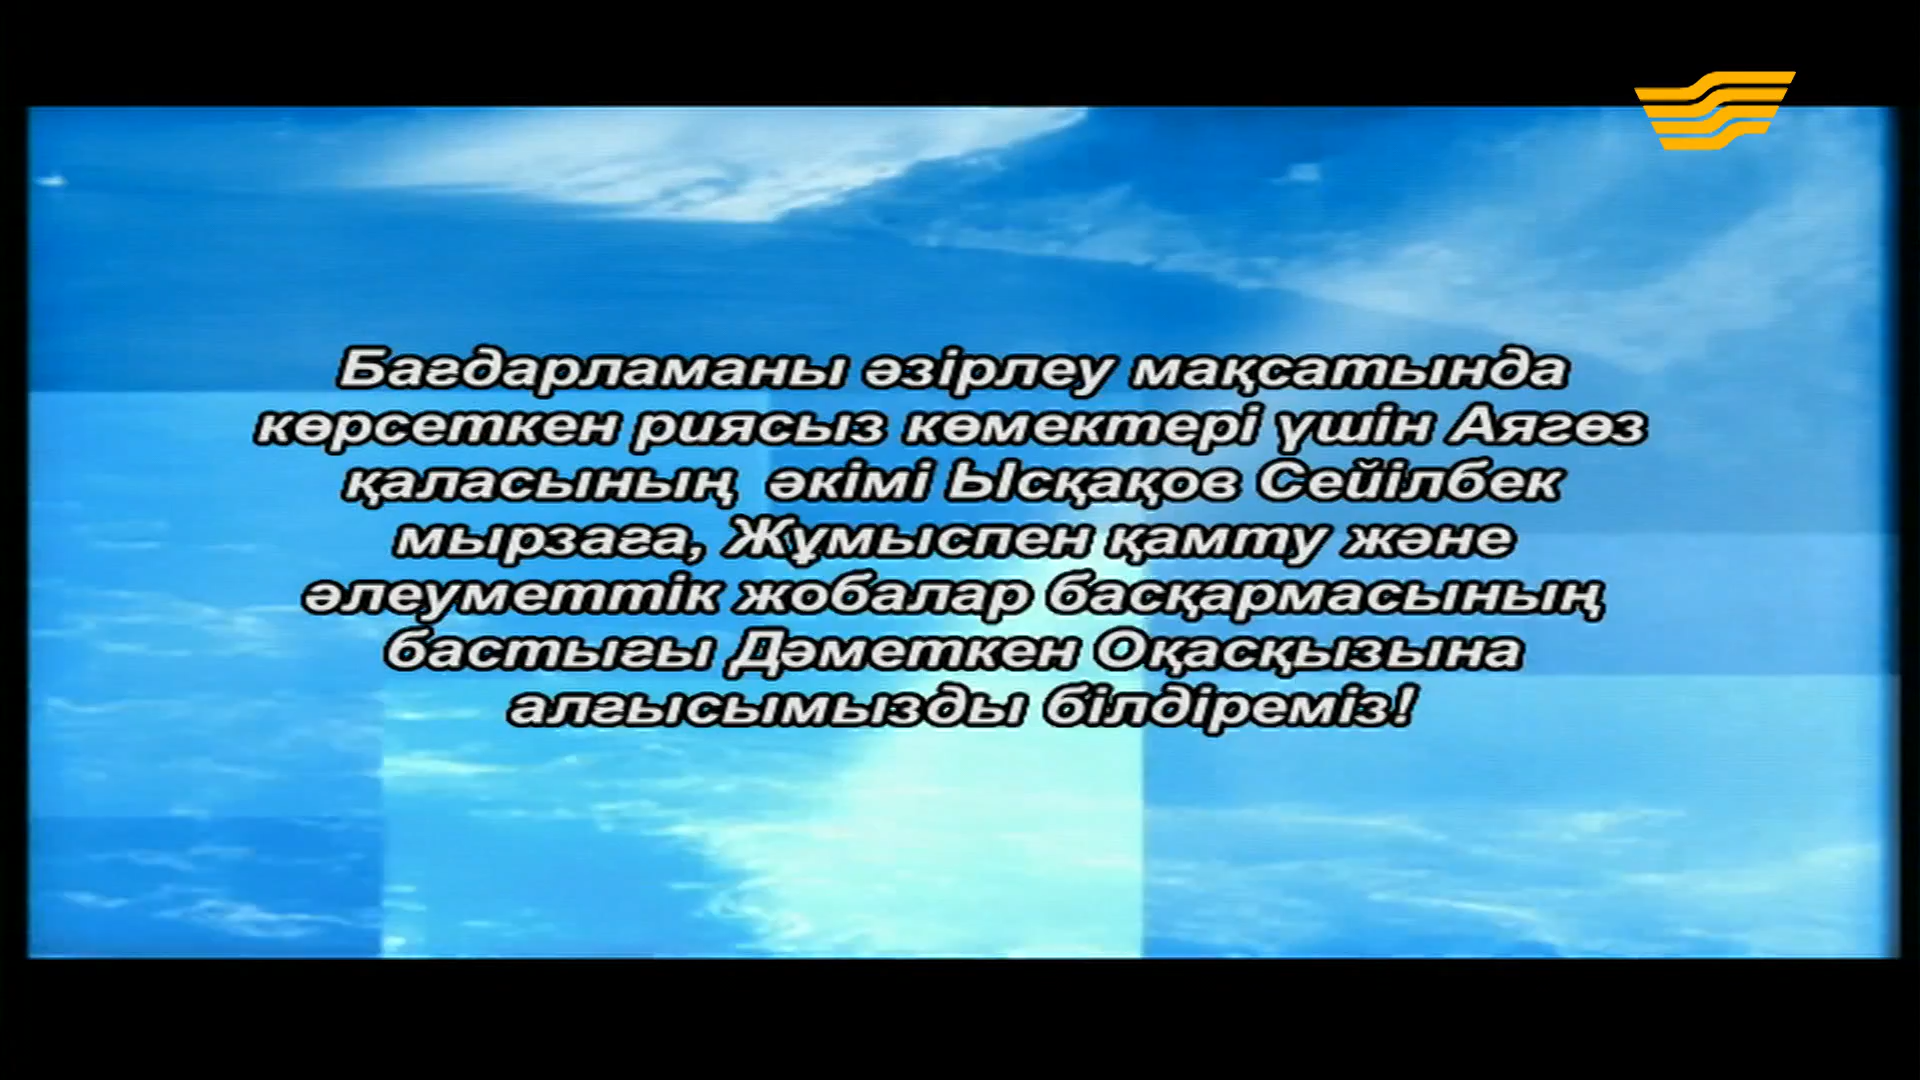 Бағдарламаны әзірлеу мақсатында
көрсеткен риясыз көмектері үшін Аягөз
қаласының әкімі Ысқақов Сейілбек
мырзаға, Жұмыспен қамту және
әлеуметтік жобалар басқармасының
бастығы Дәметкен Оқасқызына
алғысымызды білдіреміз!